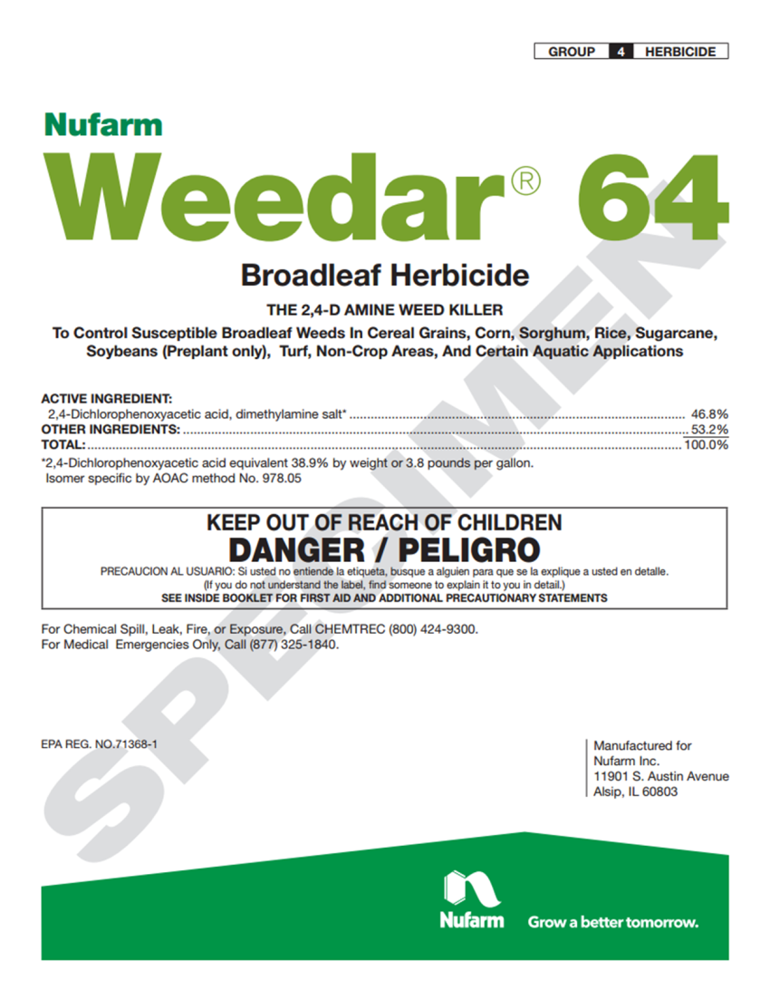 GROUP 4 HERBICIDE
Nufarm
Weedar® 64
Broadleaf Herbicide
THE 2,4-D AMINE WEED KILLER
To Control Susceptible Broadleaf Weeds In Cereal Grains, Corn, Sorghum, Rice, Sugarcane,
Soybeans (Preplant only), Turf, Non-Crop Areas, And Certain Aquatic Applications
ACTIVE INGREDIENT:
2,4-Dichlorophenoxyacetic acid, dimethylamine salt* ........ 46.8%
OTHER INGREDIENTS: ........ 53.2%
TOTAL: ........ 100.0%
*2,4-Dichlorophenoxyacetic acid equivalent 38.9% by weight or 3.8 pounds per gallon.
Isomer specific by AOAC method No. 978.05
KEEP OUT OF REACH OF CHILDREN
DANGER / PELIGRO
PRECAUCION AL USUARIO: Si usted no entiende la etiqueta, busque a alguien para que se la explique a usted en detalle.
(If you do not understand the label, find someone to explain it to you in detail.)
SEE INSIDE BOOKLET FOR FIRST AID AND ADDITIONAL PRECAUTIONARY STATEMENTS
For Chemical Spill, Leak, Fire, or Exposure, Call CHEMTREC (800) 424-9300.
For Medical Emergencies Only, Call (877) 325-1840.
SPECIMEN
EPA REG. NO.71368-1
Manufactured for
Nufarm Inc.
11901 S. Austin Avenue
Alsip, IL 60803
Nufarm
Grow a better tomorrow.